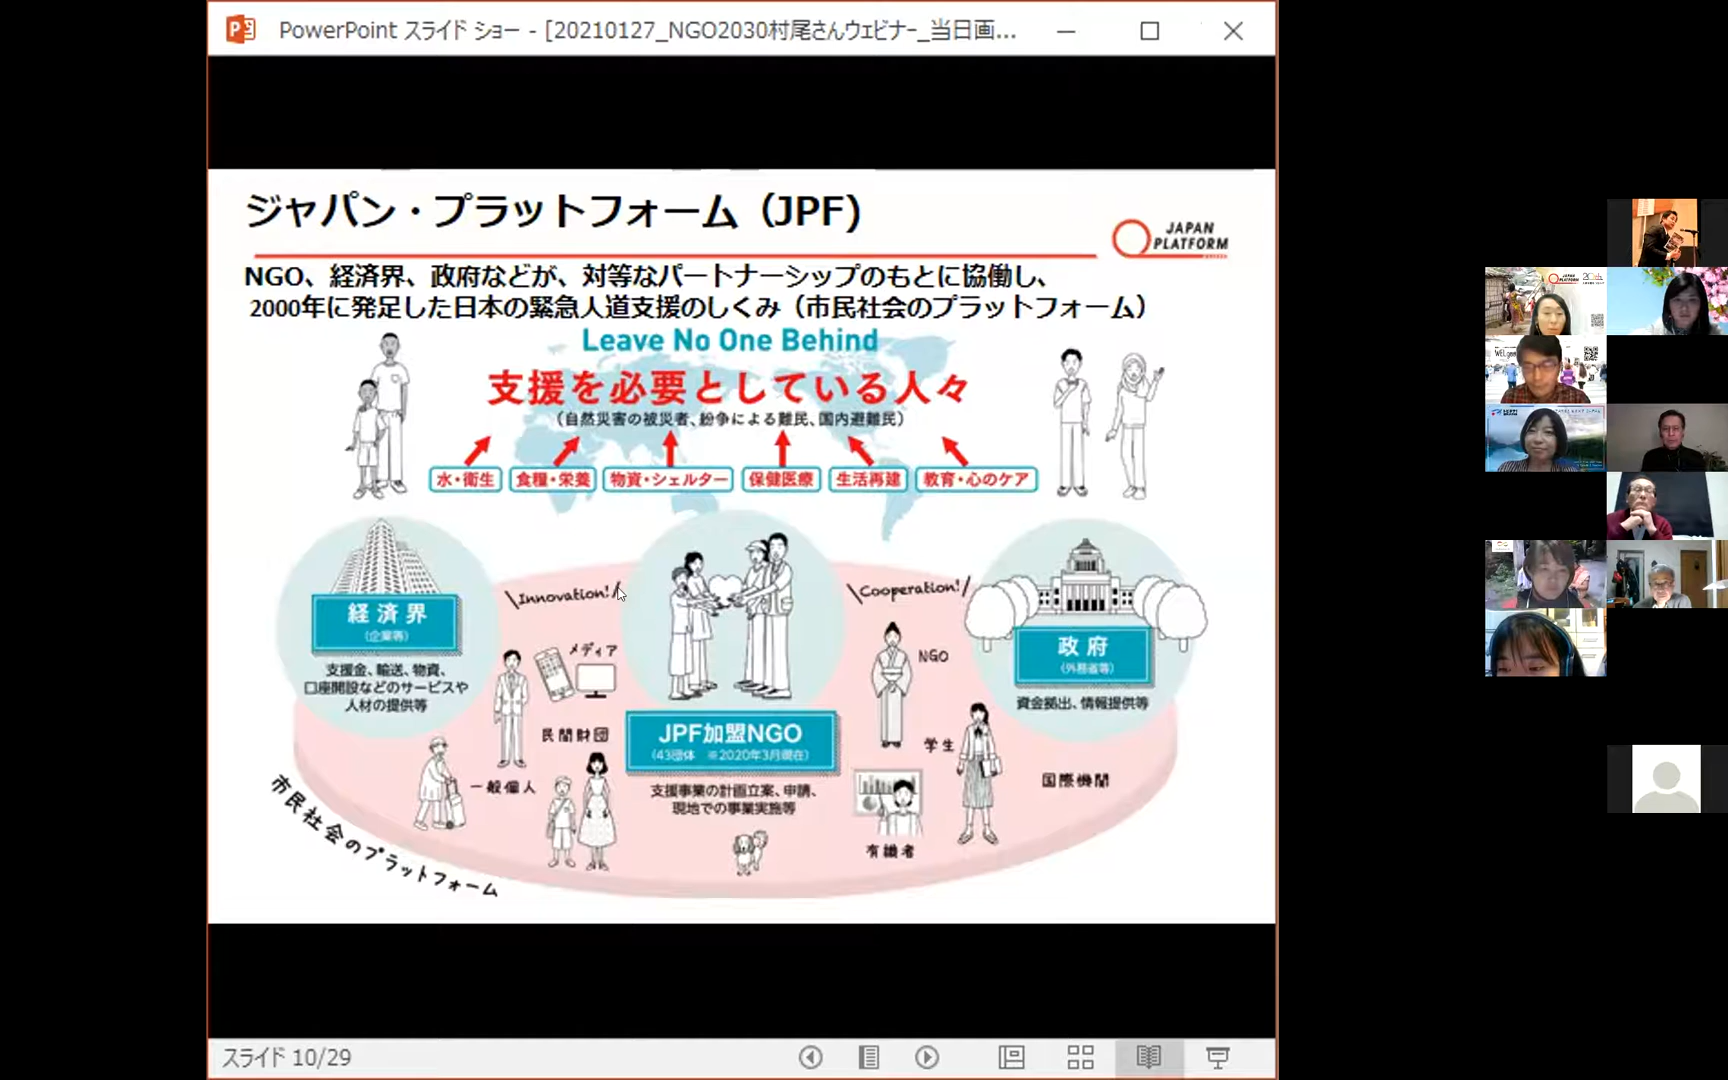 PowerPoint スライド ショー - [20210127_NGO2030村尾さんウェビナー_当日画...
ジャパン・プラットフォーム（JPF)
JAPAN
PLATFORM
NGO、経済界、政府などが、対等なパートナーシップのもとに協働し、
2000年に発足した日本の緊急人道支援のしくみ（市民社会のプラットフォーム）
Leave No One Behind
支援を必要としている人々
（自然災害の被災者、紛争による難民、国内避難民）
水・衛生 食糧・栄養 物資・シェルター 保健医療 生活再建 教育・心のケア
\Innovation!/
\Cooperation!/
経済界
（企業等）
支援金、輸送、物資、
口座開設などのサービスや
人材の提供等
メディア
民間財団
一般個人
JPF加盟NGO
（43団体 ※2020年3月現在）
支援事業の計画立案、申請、
現地での事業実施等
NGO
学生
有識者
政府
（外務省等）
資金拠出、情報提供等
国際機関
市民社会のプラットフォーム
スライド 10/29